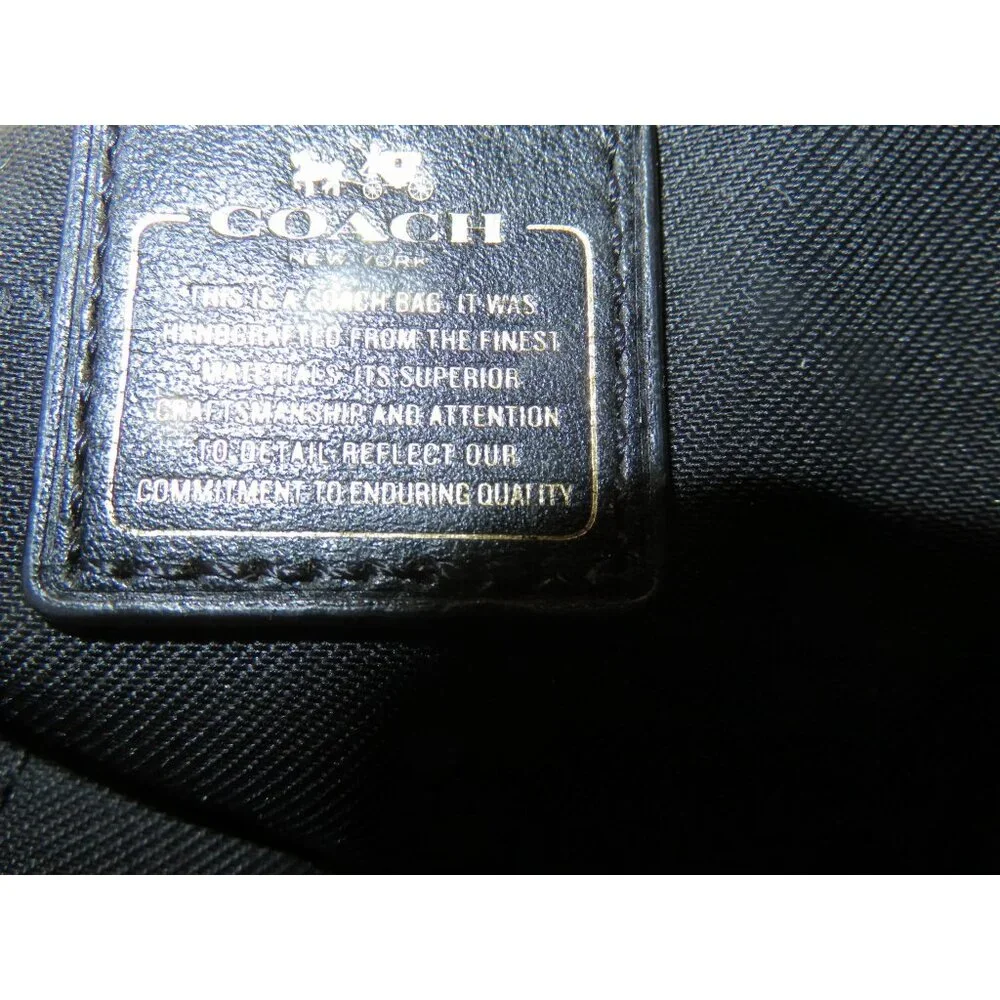 COACH
NEW YORK
THIS IS A COACH BAG. IT WAS
HANDCRAFTED FROM THE FINEST
MATERIALS. ITS SUPERIOR
CRAFTSMANSHIP AND ATTENTION
TO DETAIL REFLECT OUR
COMMITMENT TO ENDURING QUALITY